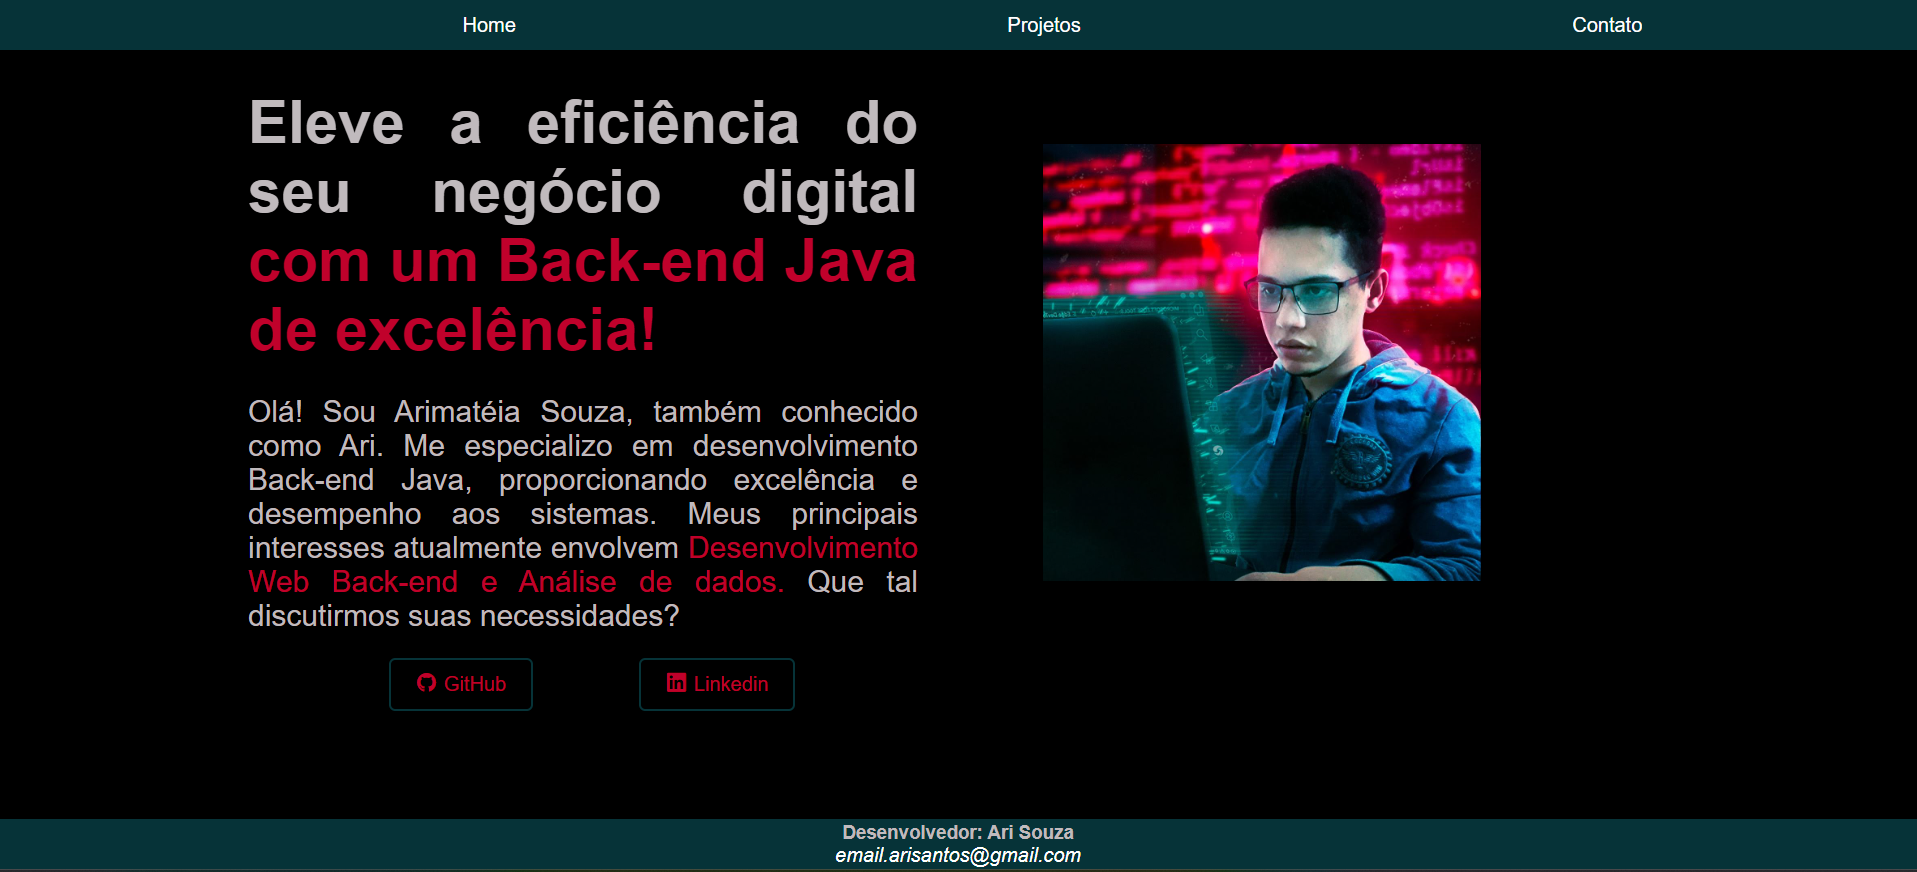 Home
Projetos
Contato
Eleve a eficiência do
seu negócio digital
com um Back-end Java
de excelência!
Olá! Sou Arimatéia Souza, também conhecido
como Ari. Me especializo em desenvolvimento
Back-end Java, proporcionando excelência e
desempenho aos sistemas. Meus principais
interesses atualmente envolvem Desenvolvimento
Web Back-end e Análise de dados. Que tal
discutirmos suas necessidades?
GitHub
Linkedin
Desenvolvedor: Ari Souza
email.arisantos@gmail.com